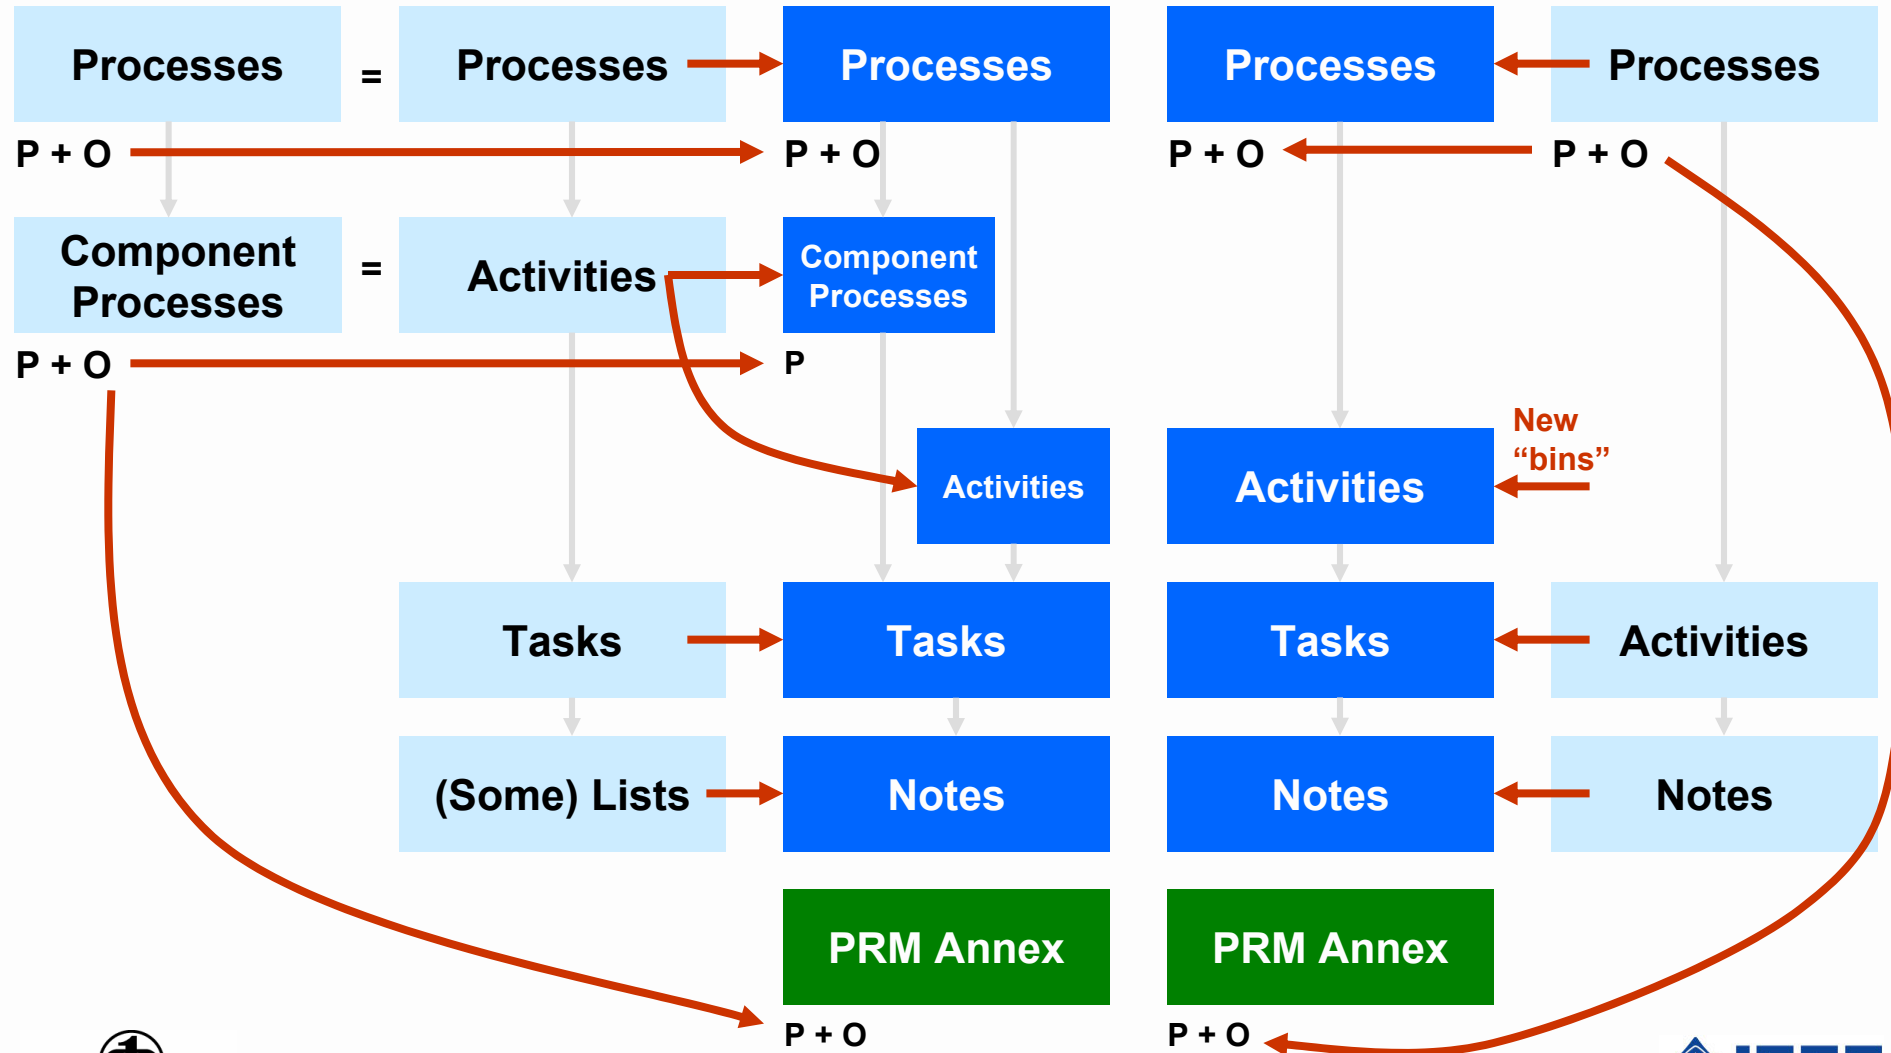 Processes
=
Processes
Processes
Processes
Processes
P + O
P + O
P + O
P + O
Component
Processes
=
Activities
Component
Processes
P + O
P
New
“bins”
Activities
Activities
Tasks
Tasks
Tasks
Activities
(Some) Lists
Notes
Notes
Notes
PRM Annex
PRM Annex
P + O
P + O